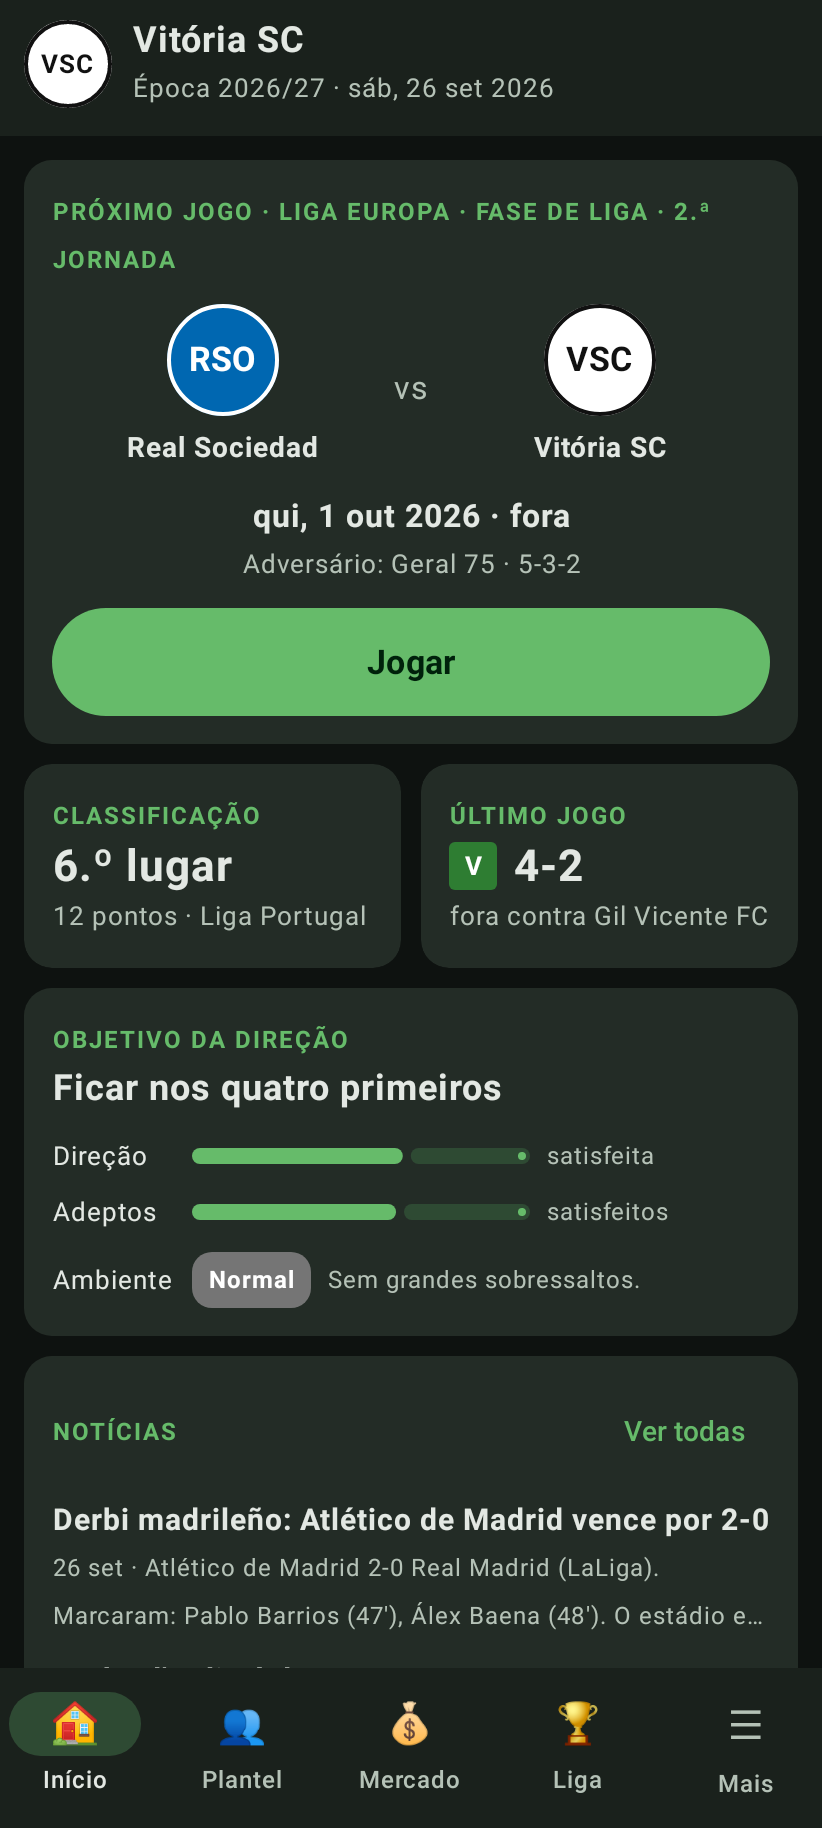 VSC
Vitória SC
Época 2026/27 · sáb, 26 set 2026
PRÓXIMO JOGO · LIGA EUROPA · FASE DE LIGA · 2.ª
JORNADA
RSO
vs
VSC
Real Sociedad
Vitória SC
qui, 1 out 2026 · fora
Adversário: Geral 75 · 5-3-2
Jogar
CLASSIFICAÇÃO
6.º lugar
12 pontos · Liga Portugal
ÚLTIMO JOGO
V 4-2
fora contra Gil Vicente FC
OBJETIVO DA DIREÇÃO
Ficar nos quatro primeiros
Direção satisfeita
Adeptos satisfeitos
Ambiente Normal Sem grandes sobressaltos.
NOTÍCIAS
Ver todas
Derbi madrileño: Atlético de Madrid vence por 2-0
26 set · Atlético de Madrid 2-0 Real Madrid (LaLiga).
Marcaram: Pablo Barrios (47'), Álex Baena (48'). O estádio e…
Início
Plantel
Mercado
Liga
Mais